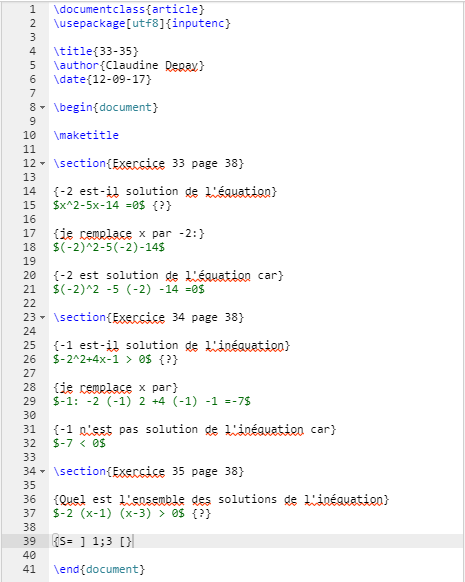 1 \documentclass{article}
2 \usepackage[utf8]{inputenc}
3
4 \title{33-35}
5 \author{Claudine Depay}
6 \date{12-09-17}
7
8 \begin{document}
9
10 \maketitle
11
12 \section{Exercice 33 page 38}
13
14 {-2 est-il solution de l'équation}
15 $x^2-5x-14 =0$ {?}
16
17 {je remplace x par -2:}
18 $(-2)^2-5(-2)-14$
19
20 {-2 est solution de l'équation car}
21 $(-2)^2 -5 (-2) -14 =0$
22
23 \section{Exercice 34 page 38}
24
25 {-1 est-il solution de l'inéquation}
26 $-2^2+4x-1 > 0$ {?}
27
28 {je remplace x par}
29 $-1: -2 (-1) 2 +4 (-1) -1 =-7$
30
31 {-1 n'est pas solution de l'inéquation car}
32 $-7 < 0$
33
34 \section{Exercice 35 page 38}
35
36 {Quel est l'ensemble des solutions de l'inéquation}
37 $-2 (x-1) (x-3) > 0$ {?}
38
39 {S= ] 1;3 [}
40
41 \end{document}